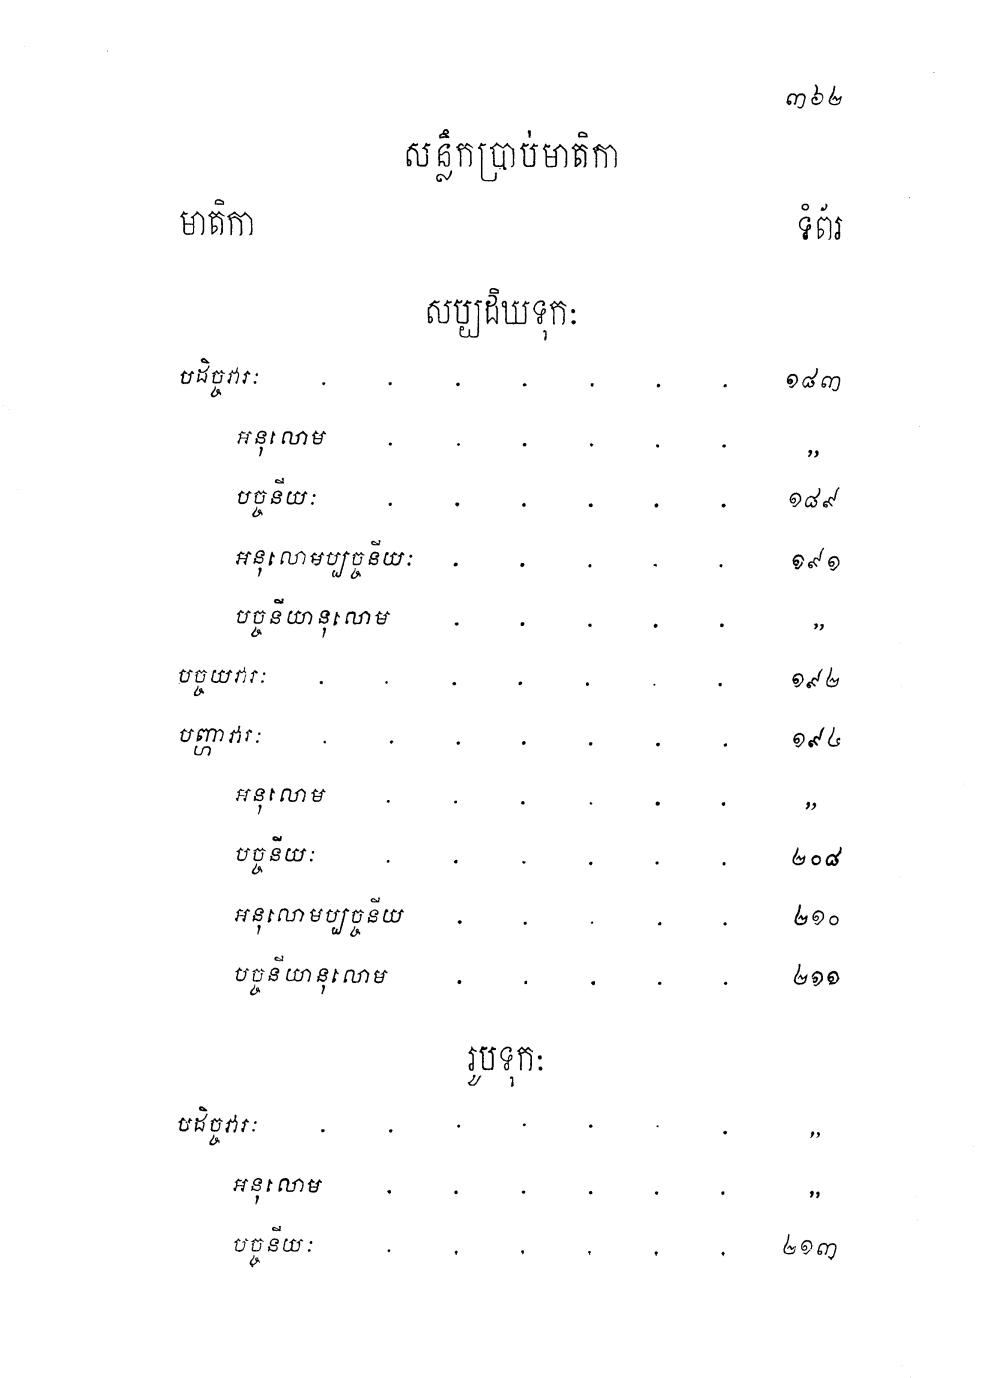 ៣៦២
សន្លឹកប្រាប់មាតិកា
មាតិកា ទំព័រ
សប្បដិឃទុកៈ
បដិច្ចវារៈ . . . . . . . ១៨៣
អនុលោម . . . . . . ,,
បច្ចនីយៈ . . . . . . ១៨៩
អនុលោមប្បច្ចនីយៈ . . . . . ១៩១
បច្ចនីយានុលោម . . . . . ,,
បច្ចយវារៈ . . . . . . . ១៩២
បញ្ហាវារៈ . . . . . . . ១៩៤
អនុលោម . . . . . . ,,
បច្ចនីយៈ . . . . . . ២០៨
អនុលោមប្បច្ចនីយ . . . . . ២១០
បច្ចនីយានុលោម . . . . . ២១១
រូបទុកៈ
បដិច្ចវារៈ . . . . . . . ,,
អនុលោម . . . . . . ,,
បច្ចនីយៈ . . . . . . ២១៣